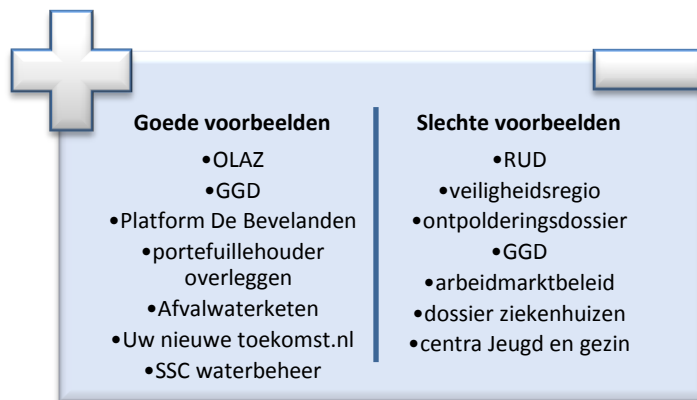 Goede voorbeelden
•OLAZ
•GGD
•Platform De Bevelanden
•portefuillehouder
overleggen
•Afvalwaterketen
•Uw nieuwe toekomst.nl
•SSC waterbeheer
Slechte voorbeelden
•RUD
•veiligheidsregio
•ontpolderingsdossier
•GGD
•arbeidmarktbeleid
•dossier ziekenhuizen
•centra Jeugd en gezin